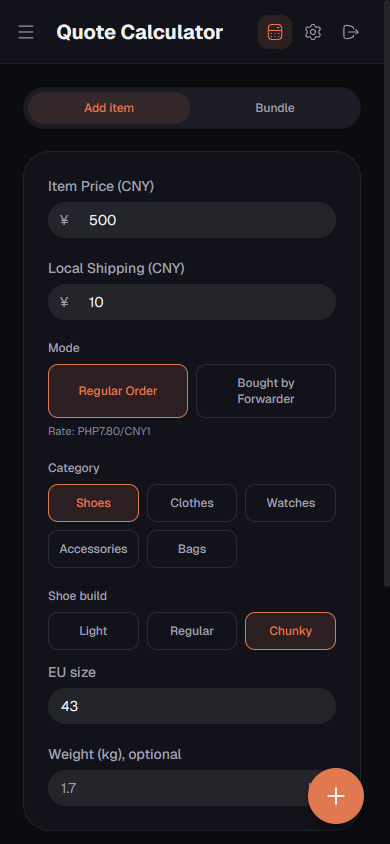 Quote Calculator
Add item
Bundle
Item Price (CNY)
¥ 500
Local Shipping (CNY)
¥ 10
Mode
Regular Order
Bought by
Forwarder
Rate: PHP7.80/CNY1
Category
Shoes
Clothes
Watches
Accessories
Bags
Shoe build
Light
Regular
Chunky
EU size
43
Weight (kg), optional
1.7